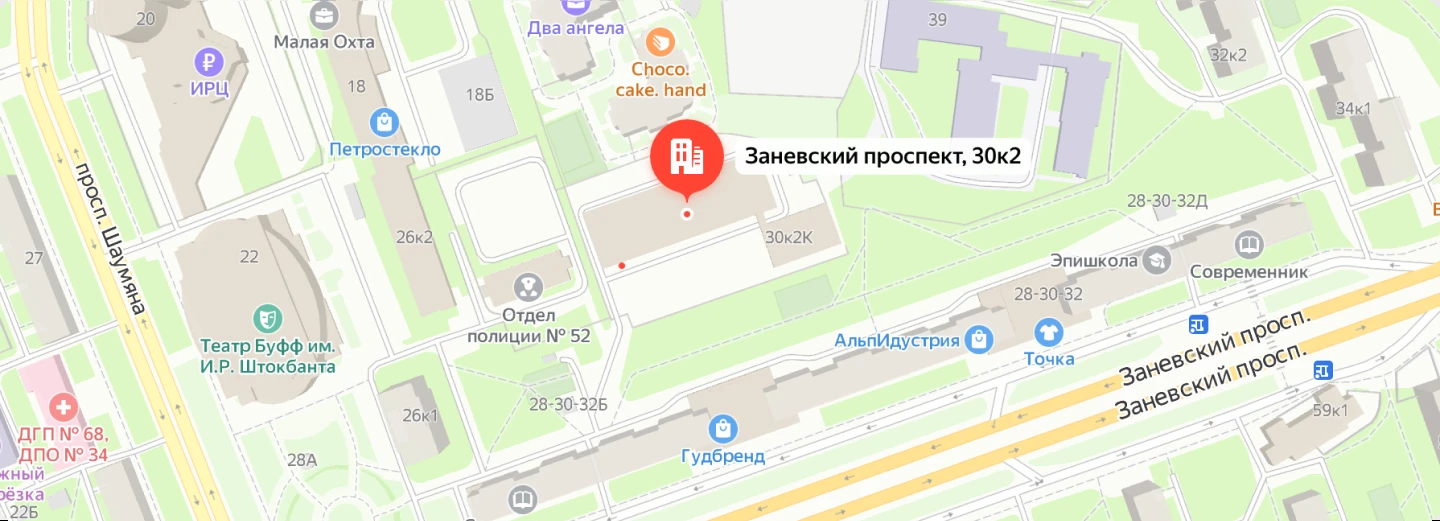 20
Малая Охта
Два ангела
39
32к2
ИРЦ
18
18Б
Choco.
cake. hand
34к1
Петростекло
Заневский проспект, 30к2
просп. Шаумяна
28-30-32Д
27
22
26к2
30к2К
Эпишкола
Современник
28-30-32
Отдел
полиции № 52
Театр Буфф им.
И.Р. Штокбанта
АльпИдустрия
Точка
Заневский просп.
Заневский просп.
28-30-32Б
26к1
59к1
ДГП № 68,
ДПО № 34
Гудбренд
28А
жный
рёзка
22Б